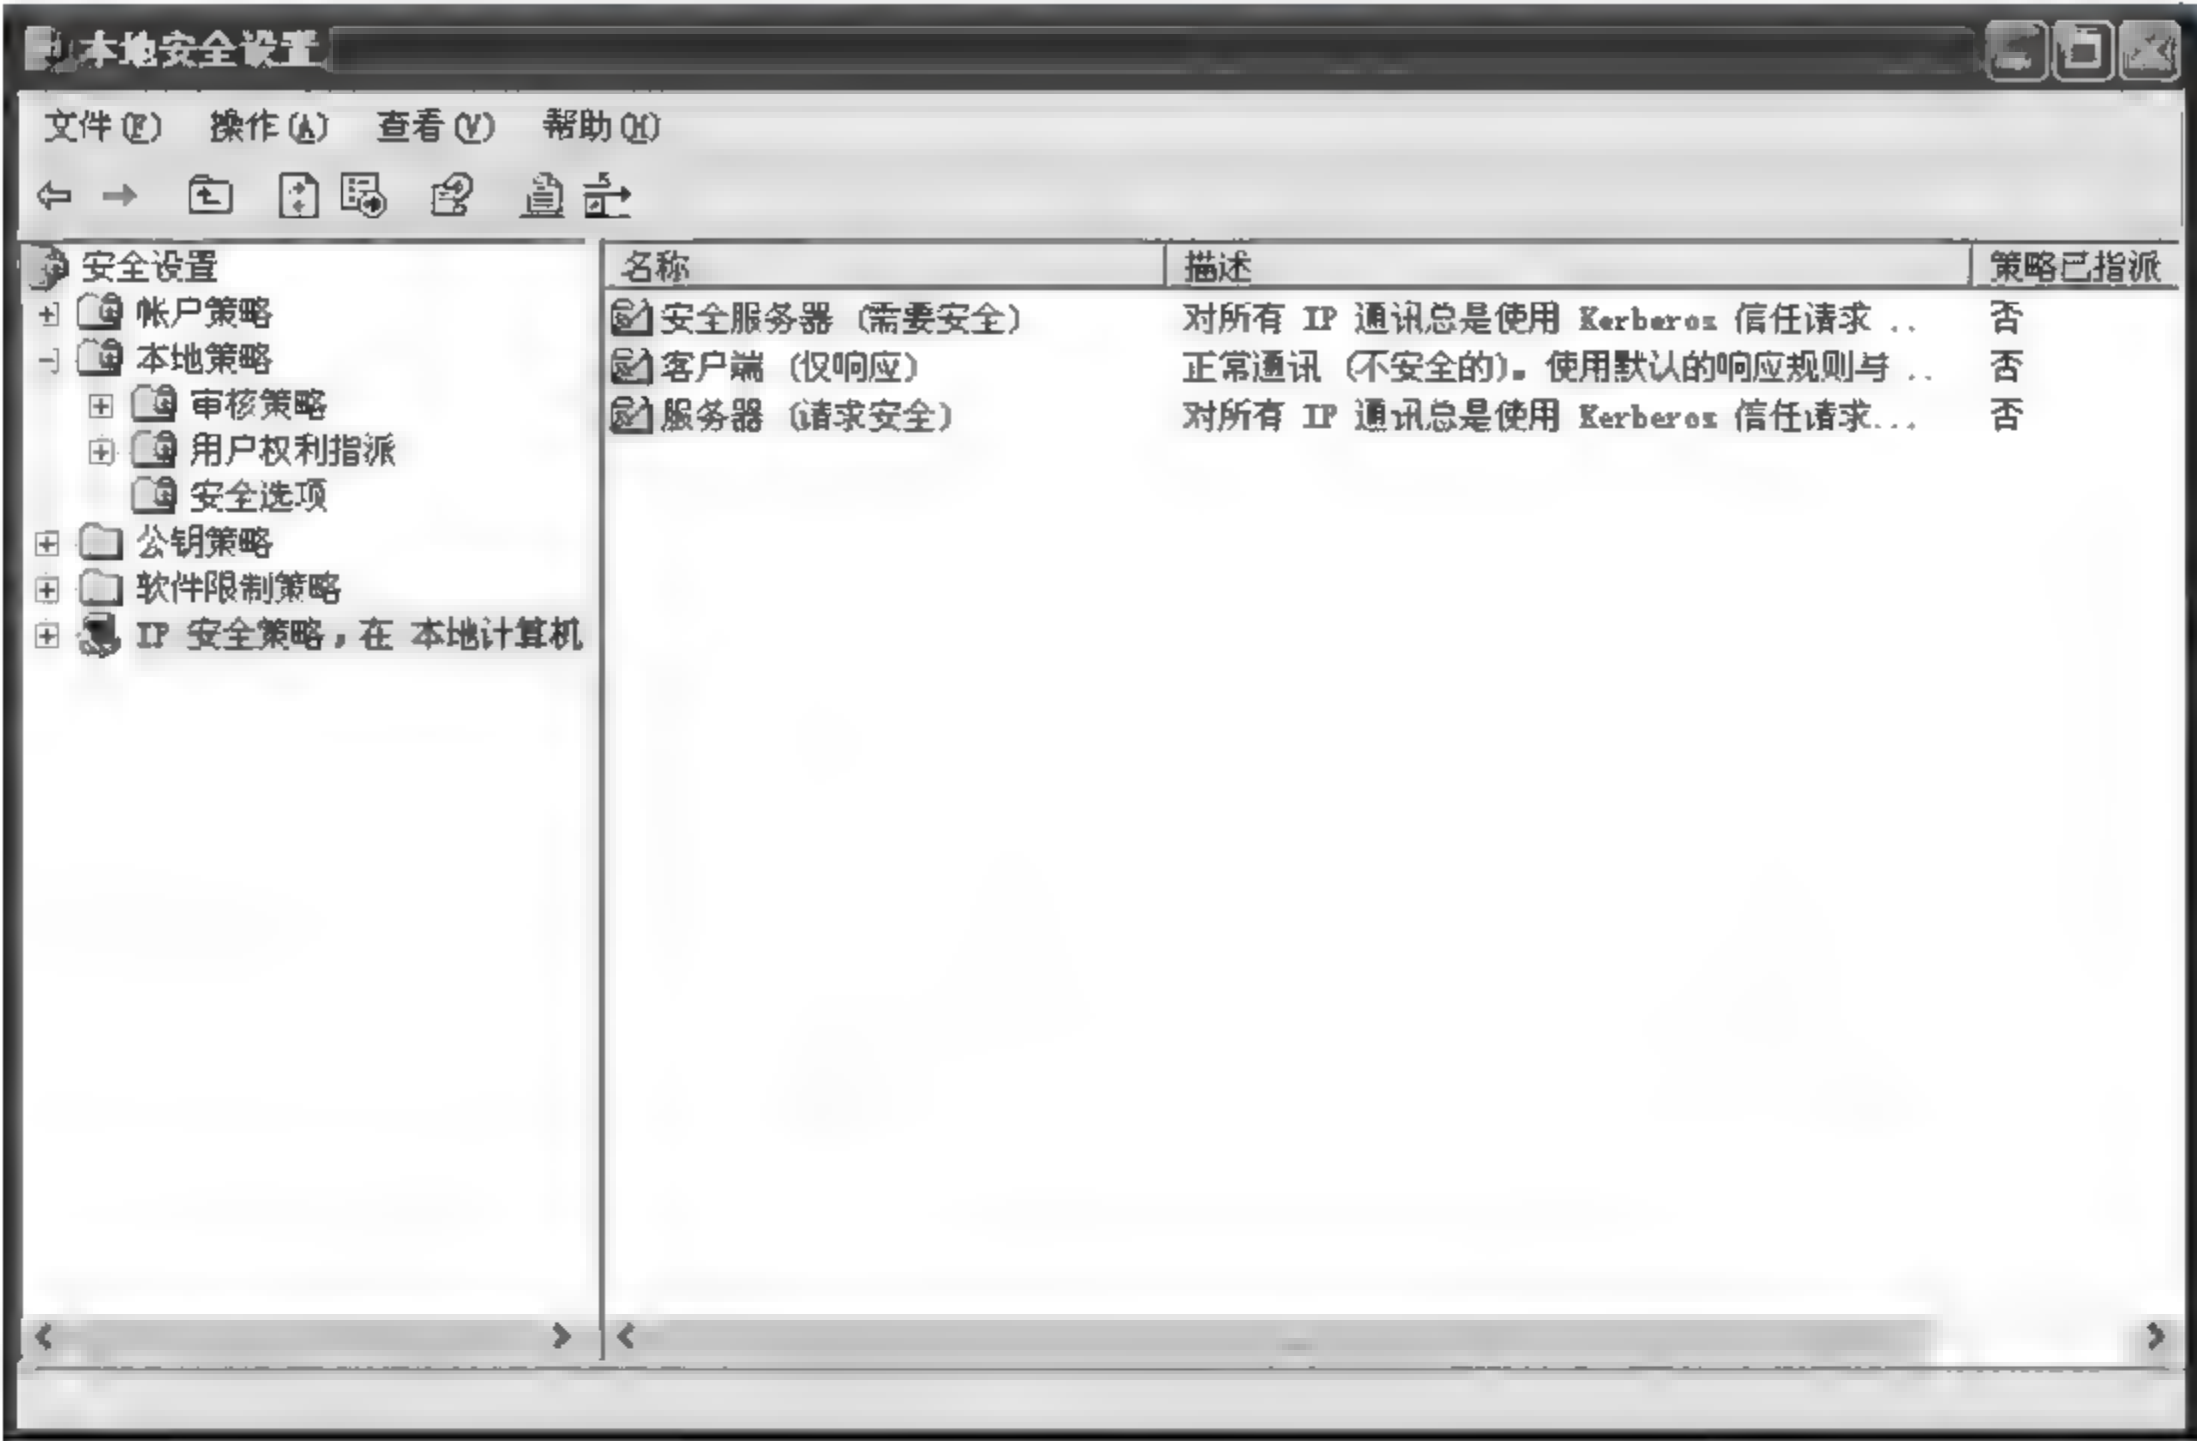 本地安全设置
文件(F) 操作(A) 查看(V) 帮助(H)
安全设置
帐户策略
本地策略
审核策略
用户权利指派
安全选项
公钥策略
软件限制策略
IP 安全策略，在 本地计算机
名称 描述 策略已指派
安全服务器 (需要安全) 对所有 IP 通讯总是使用 Kerberos 信任请求 ... 否
客户端 (仅响应) 正常通讯 (不安全的)。使用默认的响应规则与 ... 否
服务器 (请求安全) 对所有 IP 通讯总是使用 Kerberos 信任请求... 否